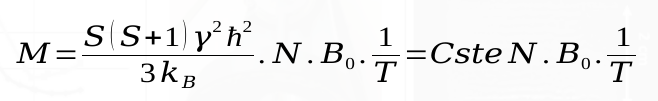 M = S(S+1)γ²ħ² / 3k_B . N . B₀ . 1/T = Cste N . B₀ . 1/T